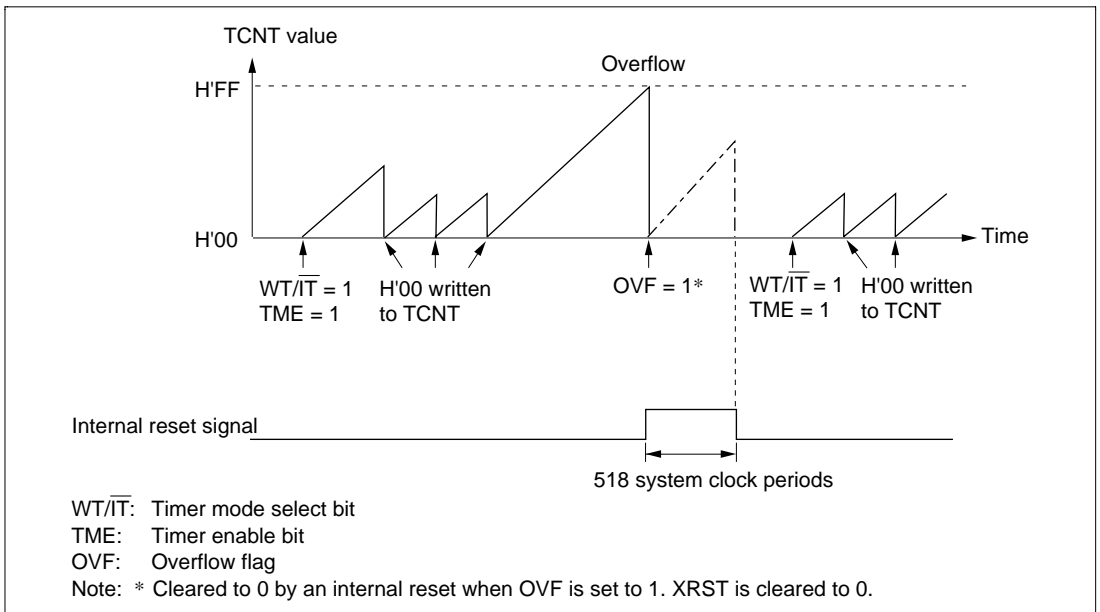 TCNT value
Overflow
H'FF
H'00
Time
WT/IT = 1
TME = 1
H'00 written
to TCNT
OVF = 1*
WT/IT = 1
TME = 1
H'00 written
to TCNT
Internal reset signal
518 system clock periods
WT/IT: Timer mode select bit
TME: Timer enable bit
OVF: Overflow flag
Note: * Cleared to 0 by an internal reset when OVF is set to 1. XRST is cleared to 0.